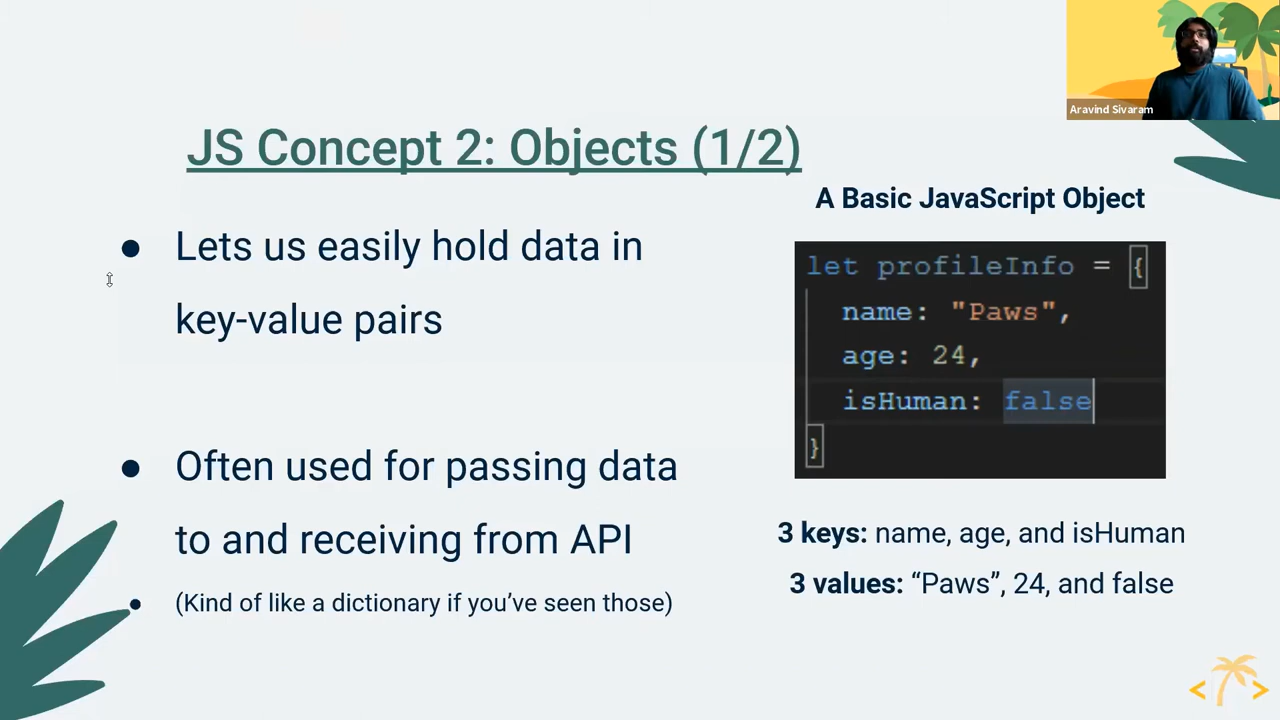 Aravind Sivaram
JS Concept 2: Objects (1/2)
● Lets us easily hold data in
key-value pairs
● Often used for passing data
to and receiving from API
● (Kind of like a dictionary if you’ve seen those)
A Basic JavaScript Object
let profileInfo = {
name: "Paws",
age: 24,
isHuman: false
}
3 keys: name, age, and isHuman
3 values: “Paws”, 24, and false
< >